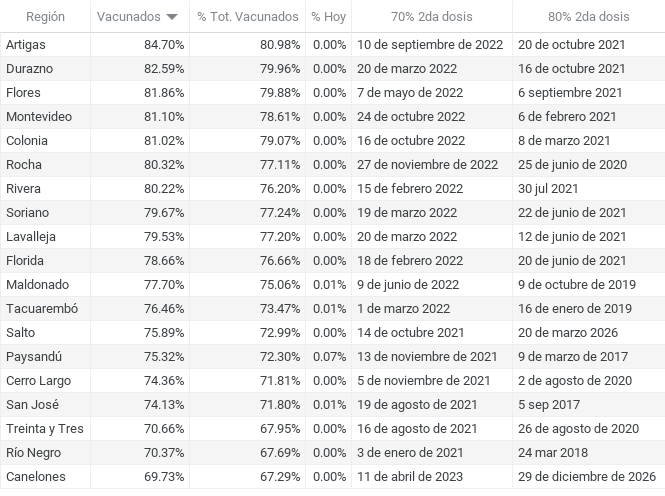 Región Vacunados % Tot. Vacunados % Hoy 70% 2da dosis 80% 2da dosis
Artigas 84.70% 80.98% 0.00% 10 de septiembre de 2022 20 de octubre 2021
Durazno 82.59% 79.96% 0.00% 20 de marzo 2022 16 de octubre 2021
Flores 81.86% 79.88% 0.00% 7 de mayo de 2022 6 septiembre 2021
Montevideo 81.10% 78.61% 0.00% 24 de octubre 2022 6 de febrero 2021
Colonia 81.02% 79.07% 0.00% 16 de octubre 2022 8 de marzo 2021
Rocha 80.32% 77.11% 0.00% 27 de noviembre de 2022 25 de junio de 2020
Rivera 80.22% 76.20% 0.00% 15 de febrero 2022 30 jul 2021
Soriano 79.67% 77.24% 0.00% 19 de marzo 2022 22 de junio de 2021
Lavalleja 79.53% 77.20% 0.00% 20 de marzo 2022 12 de junio de 2021
Florida 78.66% 76.66% 0.00% 18 de febrero 2022 20 de junio de 2021
Maldonado 77.70% 75.06% 0.01% 9 de junio de 2022 9 de octubre de 2019
Tacuarembó 76.46% 73.47% 0.01% 1 de marzo 2022 16 de enero de 2019
Salto 75.89% 72.99% 0.00% 14 de octubre 2021 20 de marzo 2026
Paysandú 75.32% 72.30% 0.07% 13 de noviembre de 2021 9 de marzo de 2017
Cerro Largo 74.36% 71.81% 0.00% 5 de noviembre de 2021 2 de agosto de 2020
San José 74.13% 71.80% 0.01% 19 de agosto de 2021 5 sep 2017
Treinta y Tres 70.66% 67.95% 0.00% 16 de agosto de 2021 26 de agosto de 2020
Río Negro 70.37% 67.69% 0.00% 3 de enero de 2021 24 mar 2018
Canelones 69.73% 67.29% 0.00% 11 de abril de 2023 29 de diciembre de 2026